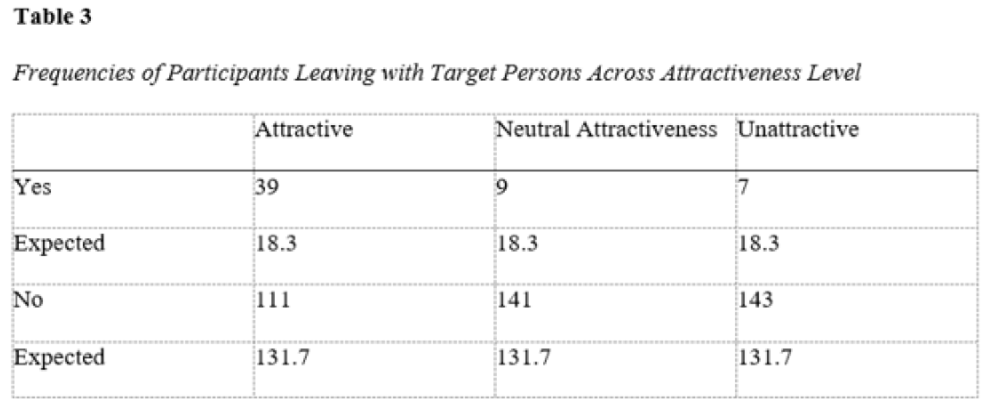 Table 3
Frequencies of Participants Leaving with Target Persons Across Attractiveness Level
Attractive Neutral Attractiveness Unattractive
Yes 39 9 7
Expected 18.3 18.3 18.3
No 111 141 143
Expected 131.7 131.7 131.7